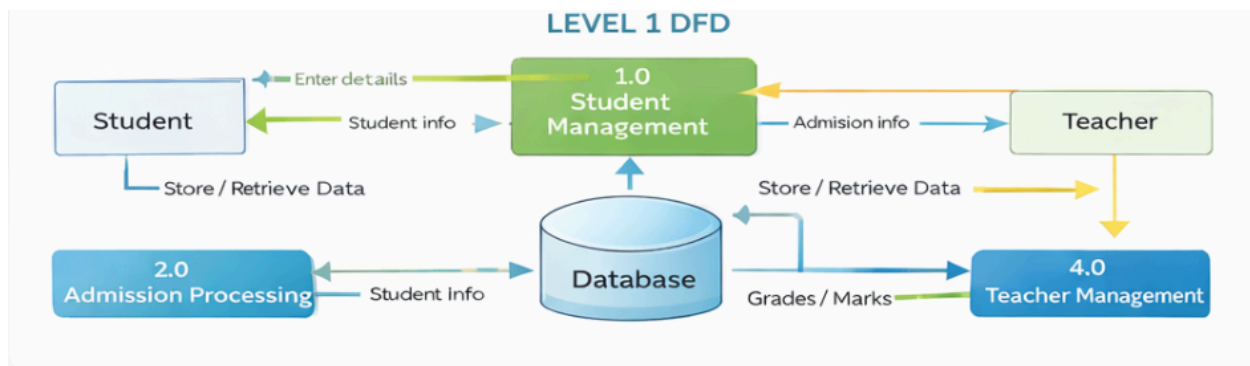 LEVEL 1 DFD
Enter details
1.0
Student
Management
Student
Student info
Admision info
Teacher
Store / Retrieve Data
Store / Retrieve Data
2.0
Admission Processing
Student Info
Database
Grades / Marks
4.0
Teacher Management